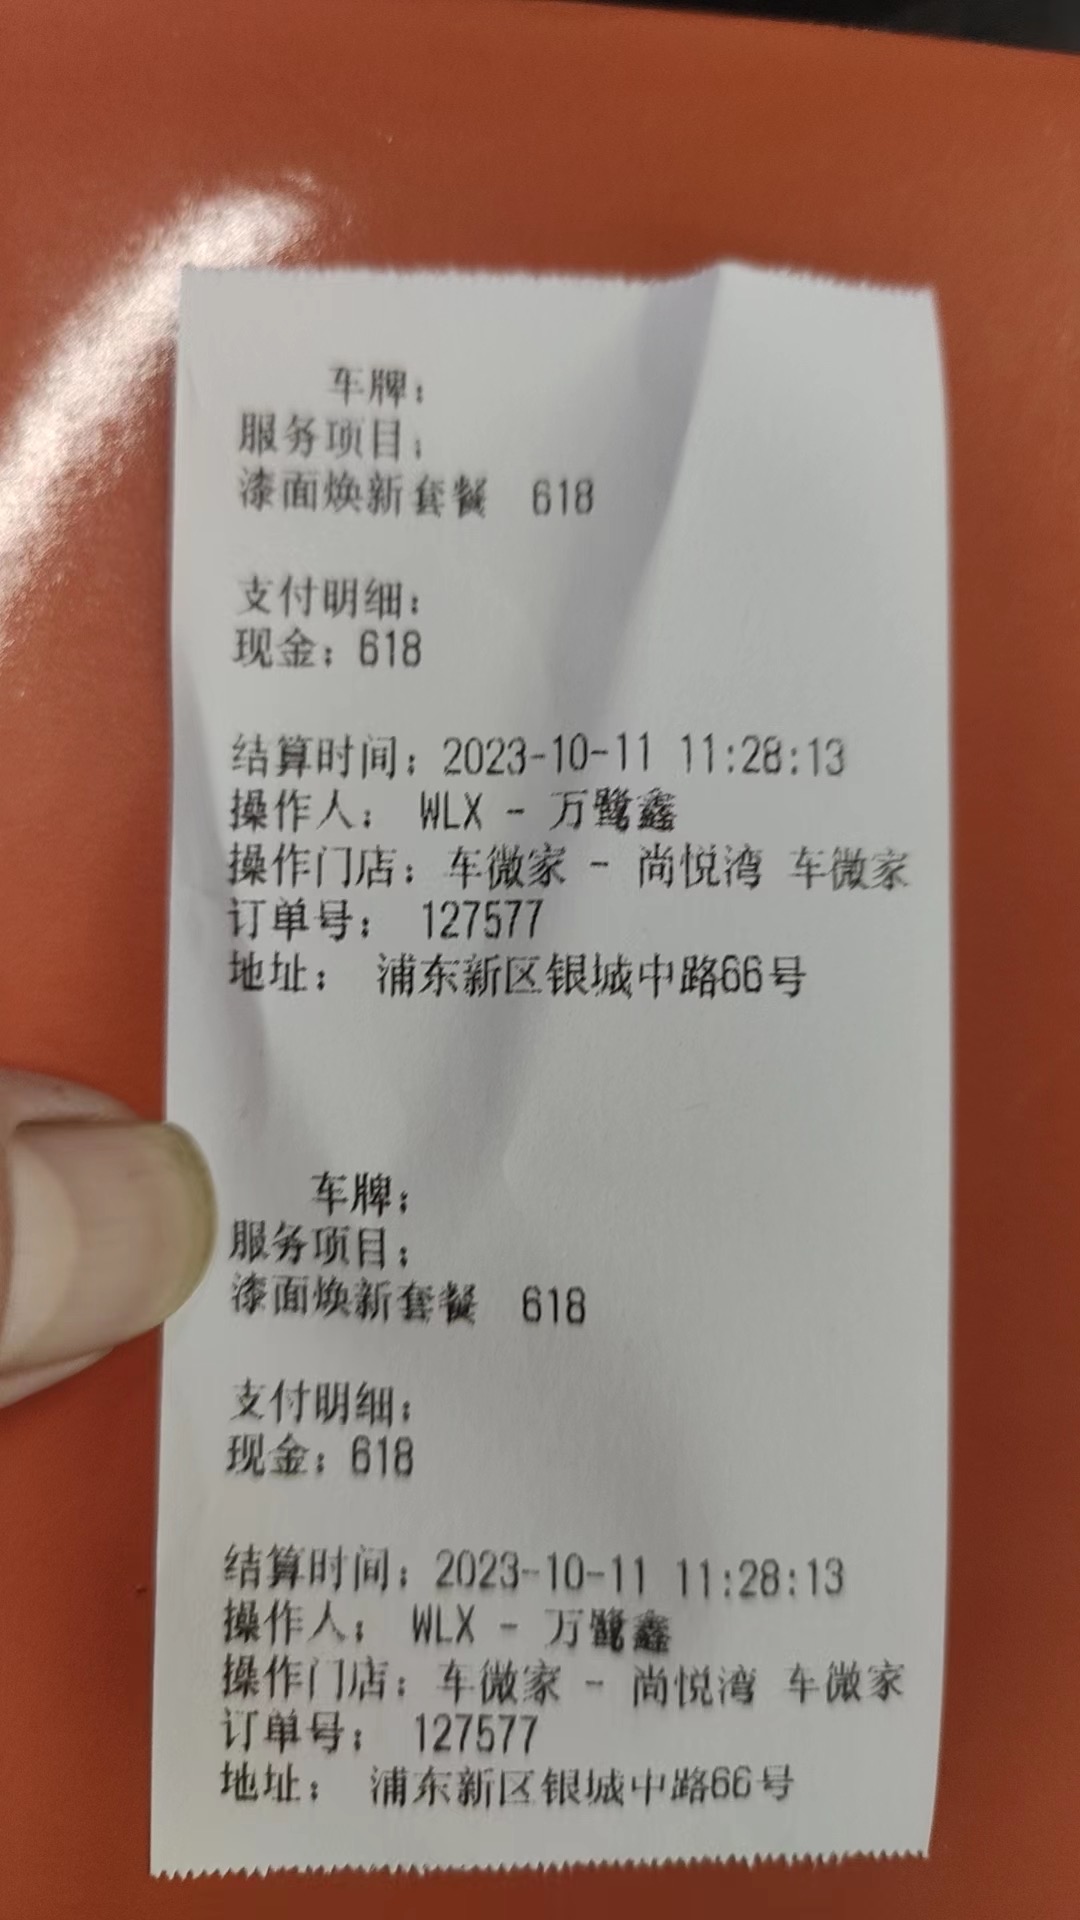 车牌：
服务项目：
漆面焕新套餐 618
支付明细：
现金：618
结算时间：2023-10-11 11:28:13
操作人： WLX - 万鹭鑫
操作门店：车微家 - 尚悦湾 车微家
订单号： 127577
地址： 浦东新区银城中路66号
车牌：
服务项目：
漆面焕新套餐 618
支付明细：
现金：618
结算时间：2023-10-11 11:28:13
操作人： WLX - 万鹭鑫
操作门店：车微家 - 尚悦湾 车微家
订单号： 127577
地址： 浦东新区银城中路66号